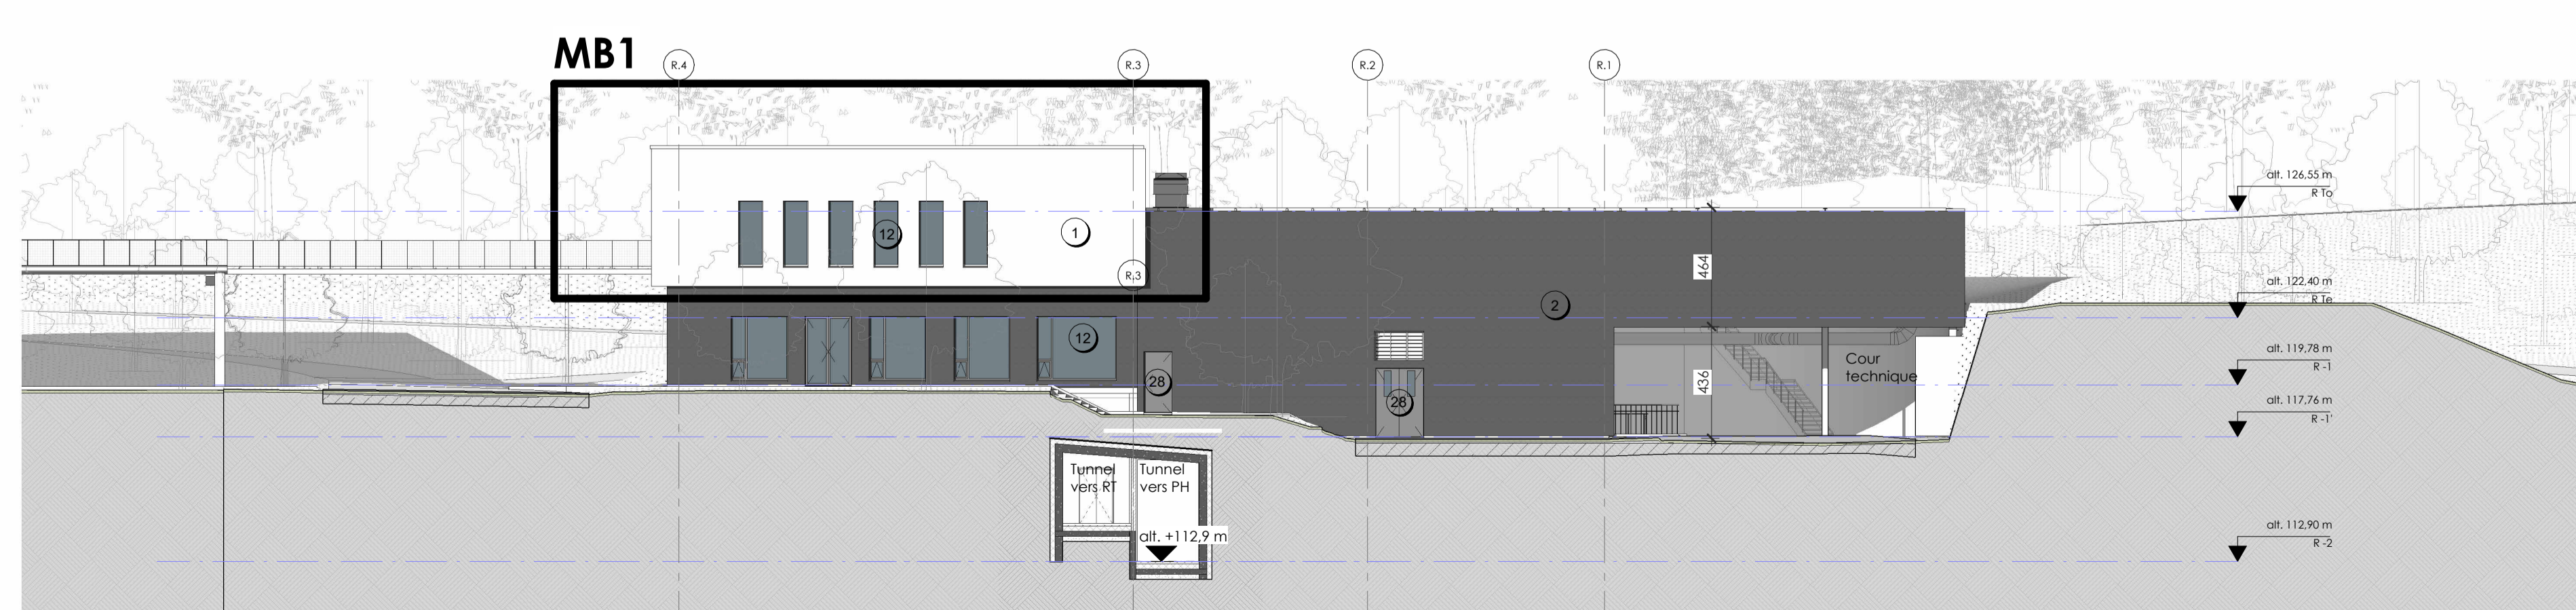 MB1
R.4
R.3
R.2
R.1
alt. 126,55 m
R To
12
1
R.3
464
2
alt. 122,40 m
R Te
12
28
28
436
Cour
technique
alt. 119,78 m
R -1
alt. 117,76 m
R -1'
Tunnel
vers RT
Tunnel
vers PH
alt. +112,9 m
alt. 112,90 m
R -2